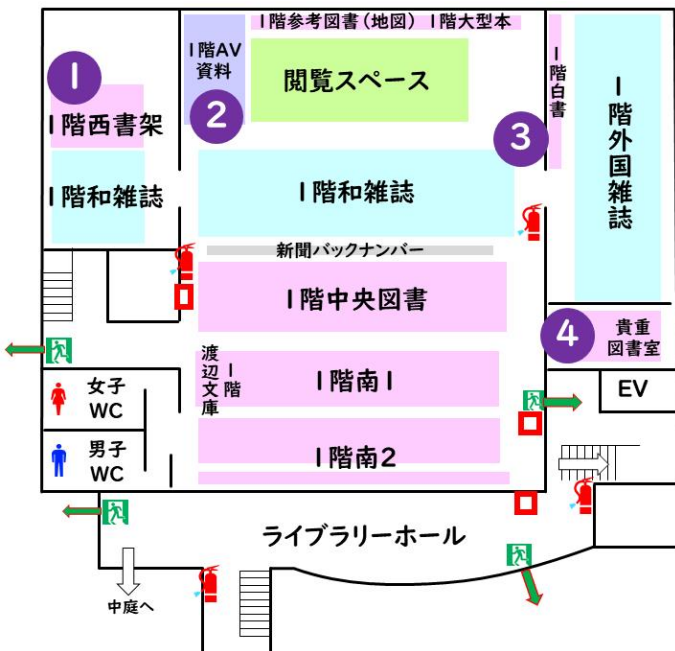 1階参考図書(地図) 1階大型本
1階AV
資料
閲覧スペース
1
2
3
1階西書架
1階白書
1階外国雑誌
1階和雑誌
1階和雑誌
新聞バックナンバー
1階中央図書
4
貴重
図書室
渡辺文庫
1階
1階南1
EV
女子
WC
男子
WC
1階南2
ライブラリーホール
中庭へ